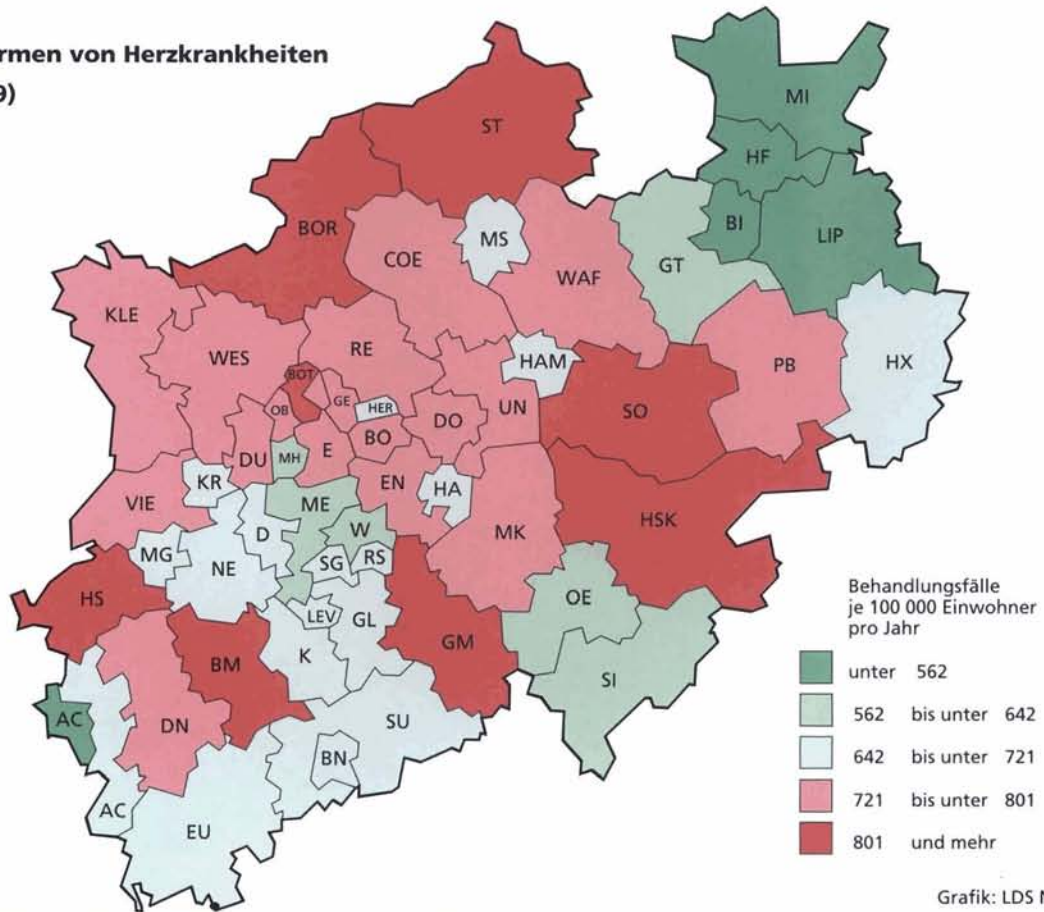 rmen von Herzkrankheiten
9)
ST
MI
HF
BOR
MS
BI
LIP
COE
WAF
GT
KLE
WES
RE
HAM
PB
HX
BOT
OB
GE
HER
DO
UN
SO
BO
DU
MH
E
KR
EN
HA
VIE
ME
HSK
D
W
MK
MG
NE
SG
RS
HS
OE
LEV
GL
K
GM
BM
SI
AC
DN
SU
BN
AC
EU
Behandlungsfälle
je 100 000 Einwohner
pro Jahr
unter 562
562 bis unter 642
642 bis unter 721
721 bis unter 801
801 und mehr
Grafik: LDS N